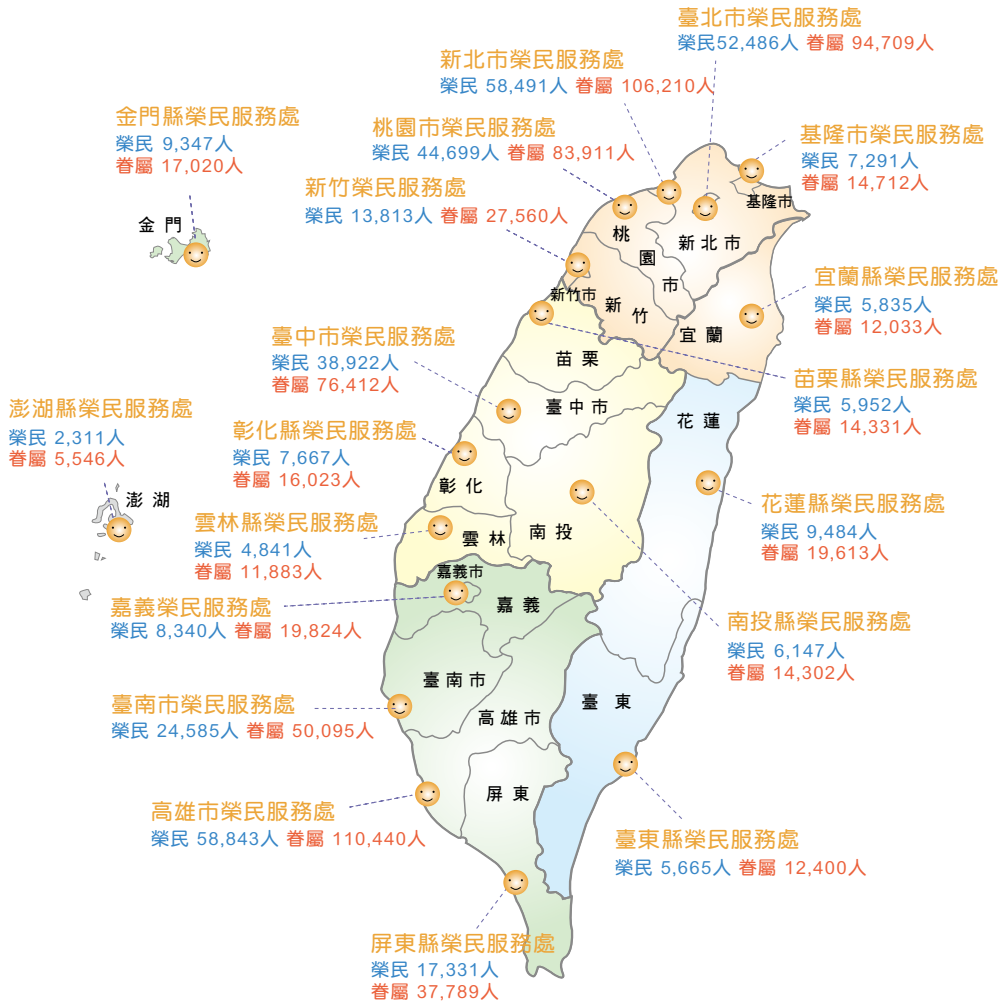 臺北市榮民服務處
榮民52,486人 眷屬 94,709人
新北市榮民服務處
榮民 58,491人 眷屬 106,210人
金門縣榮民服務處
榮民 9,347人
眷屬 17,020人
桃園市榮民服務處
榮民 44,699人 眷屬 83,911人
基隆市榮民服務處
榮民 7,291人
眷屬 14,712人
新竹榮民服務處
榮民 13,813人 眷屬 27,560人
金門
基隆市
桃園市
新北市
宜蘭縣榮民服務處
榮民 5,835人
眷屬 12,033人
新竹市
新竹
宜蘭
臺中市榮民服務處
榮民 38,922人
眷屬 76,412人
苗栗
苗栗縣榮民服務處
榮民 5,952人
眷屬 14,331人
澎湖縣榮民服務處
榮民 2,311人
眷屬 5,546人
臺中市
花蓮
彰化縣榮民服務處
榮民 7,667人
眷屬 16,023人
彰化
澎湖
花蓮縣榮民服務處
榮民 9,484人
眷屬 19,613人
雲林縣榮民服務處
榮民 4,841人
眷屬 11,883人
雲林
南投
嘉義市
嘉義榮民服務處
榮民 8,340人 眷屬 19,824人
嘉義
南投縣榮民服務處
榮民 6,147人
眷屬 14,302人
臺南市
臺南市榮民服務處
榮民 24,585人 眷屬 50,095人
高雄市
臺東
屏東
高雄市榮民服務處
榮民 58,843人 眷屬 110,440人
臺東縣榮民服務處
榮民 5,665人 眷屬 12,400人
屏東縣榮民服務處
榮民 17,331人
眷屬 37,789人